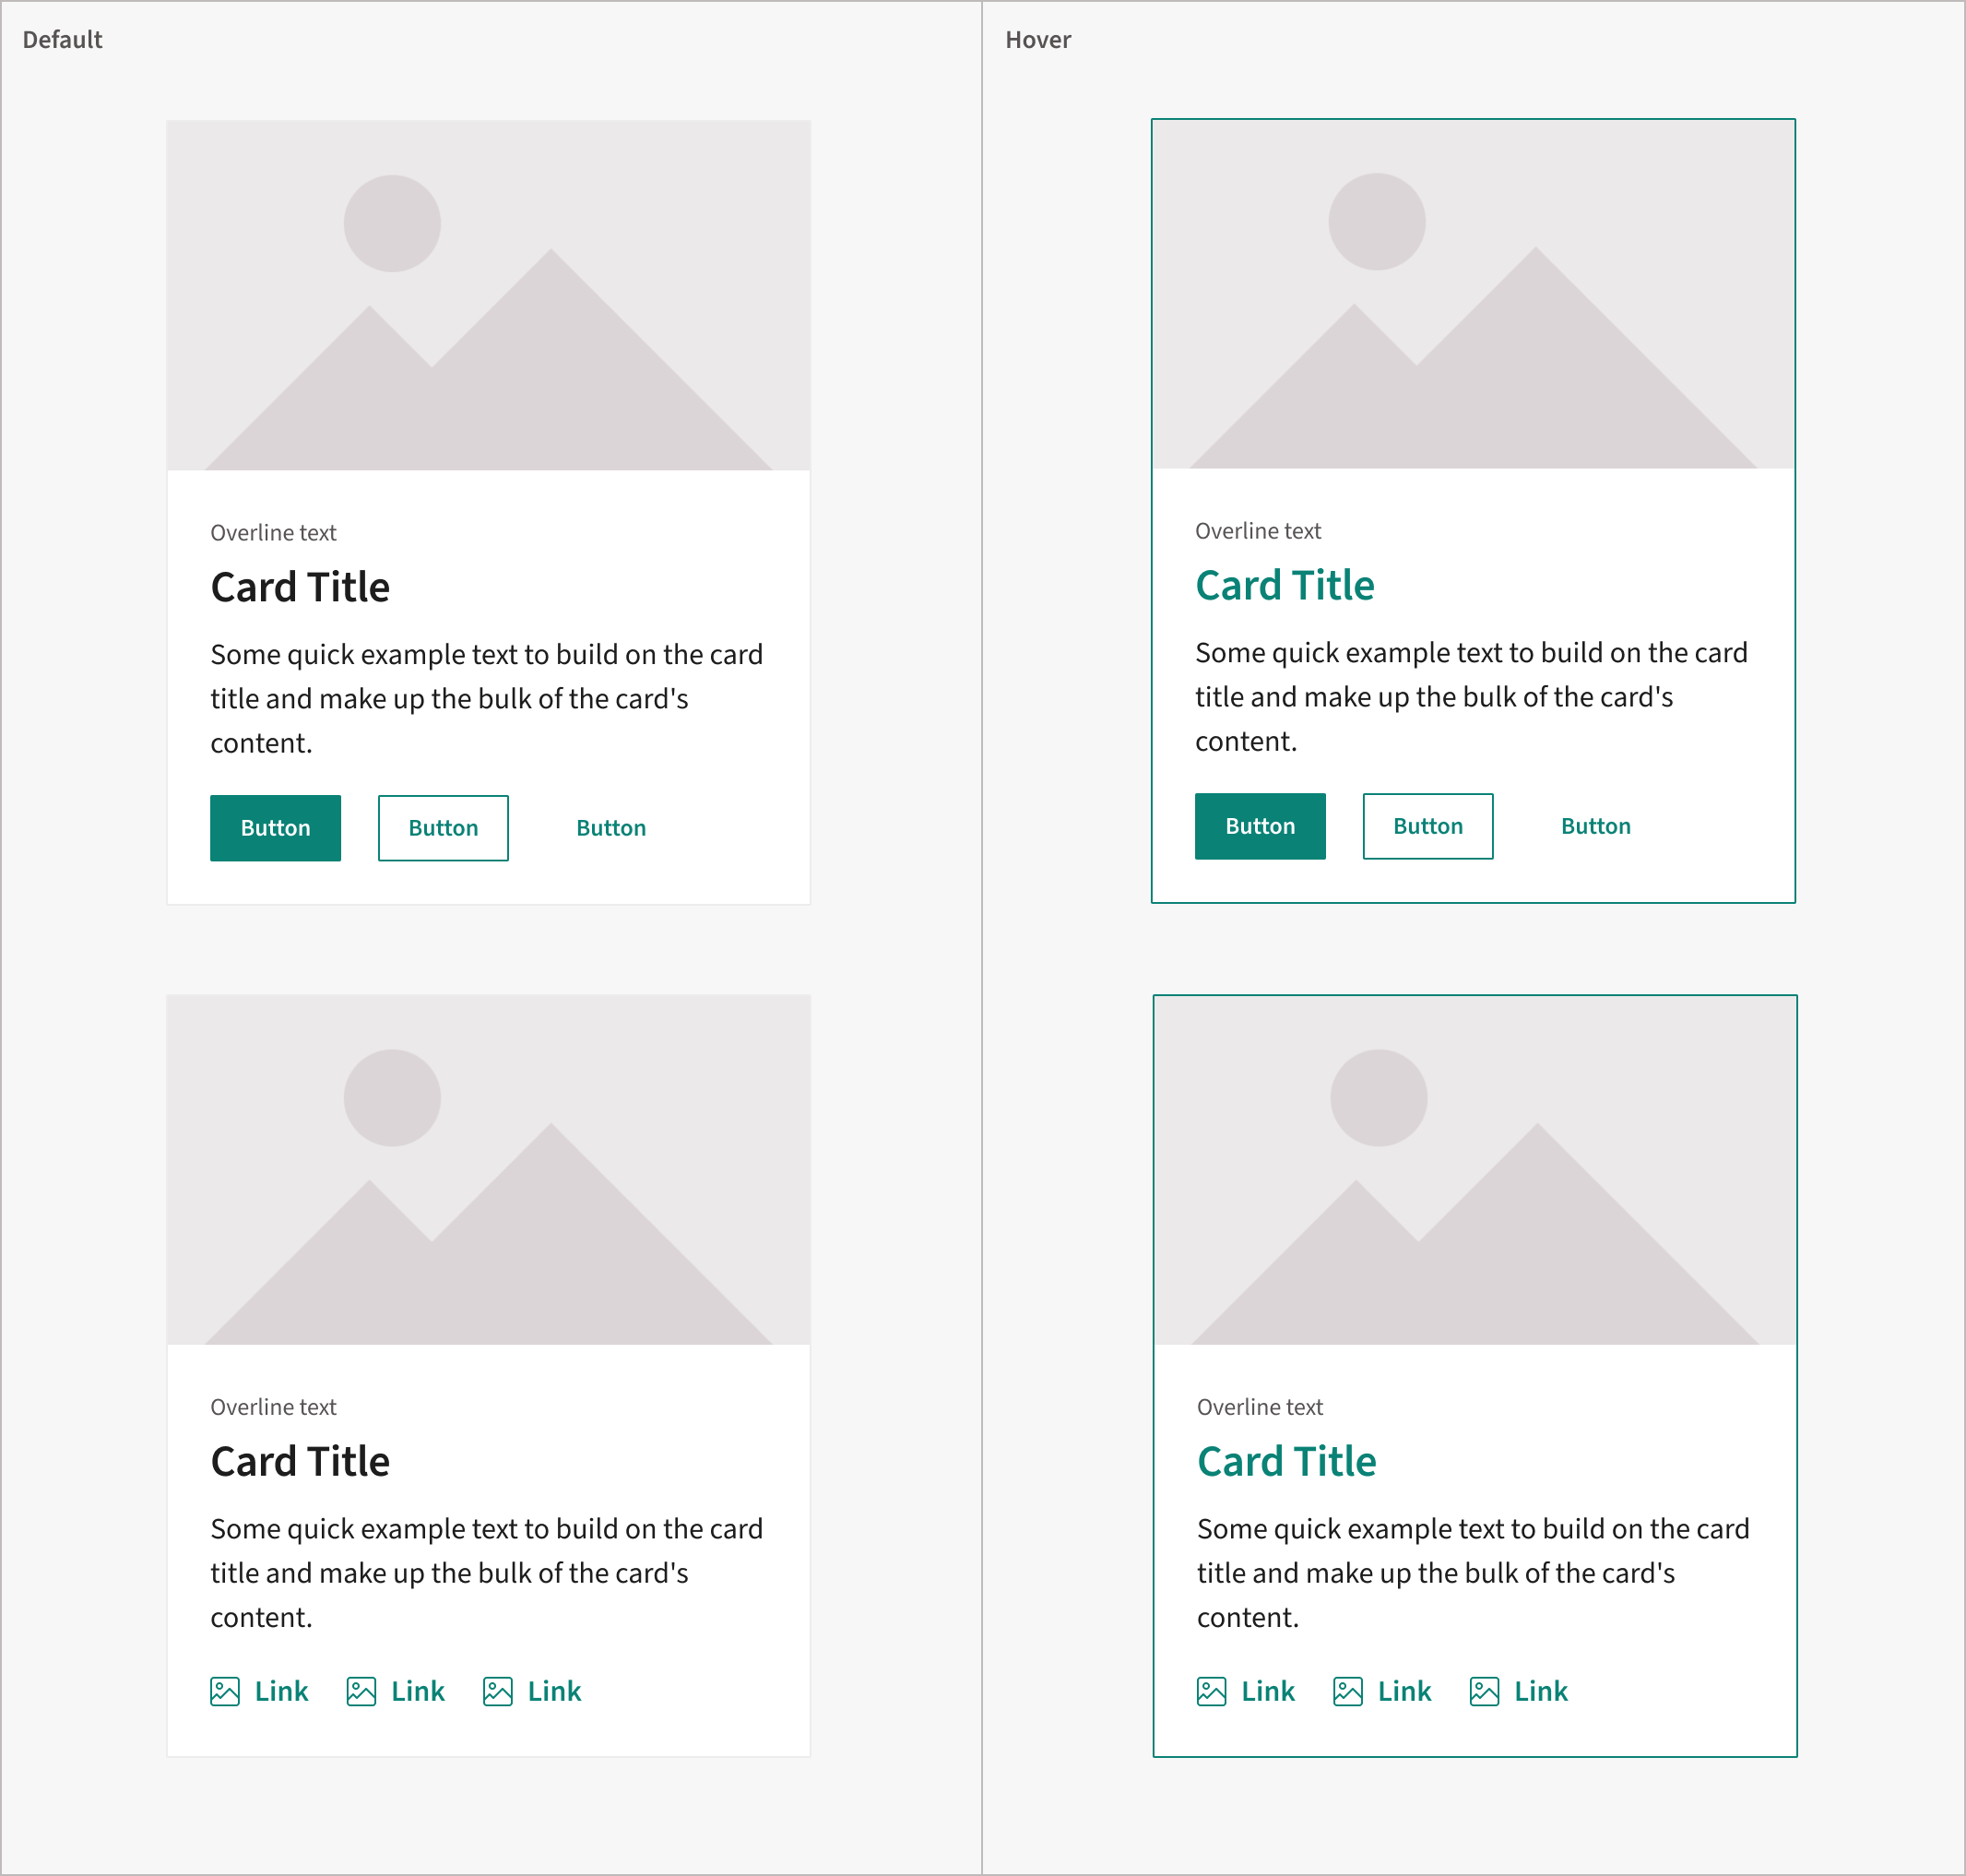 Default
Overline text
Card Title
Some quick example text to build on the card
title and make up the bulk of the card's
content.
Button Button Button
Overline text
Card Title
Some quick example text to build on the card
title and make up the bulk of the card's
content.
Link Link Link
Hover
Overline text
Card Title
Some quick example text to build on the card
title and make up the bulk of the card's
content.
Button Button Button
Overline text
Card Title
Some quick example text to build on the card
title and make up the bulk of the card's
content.
Link Link Link